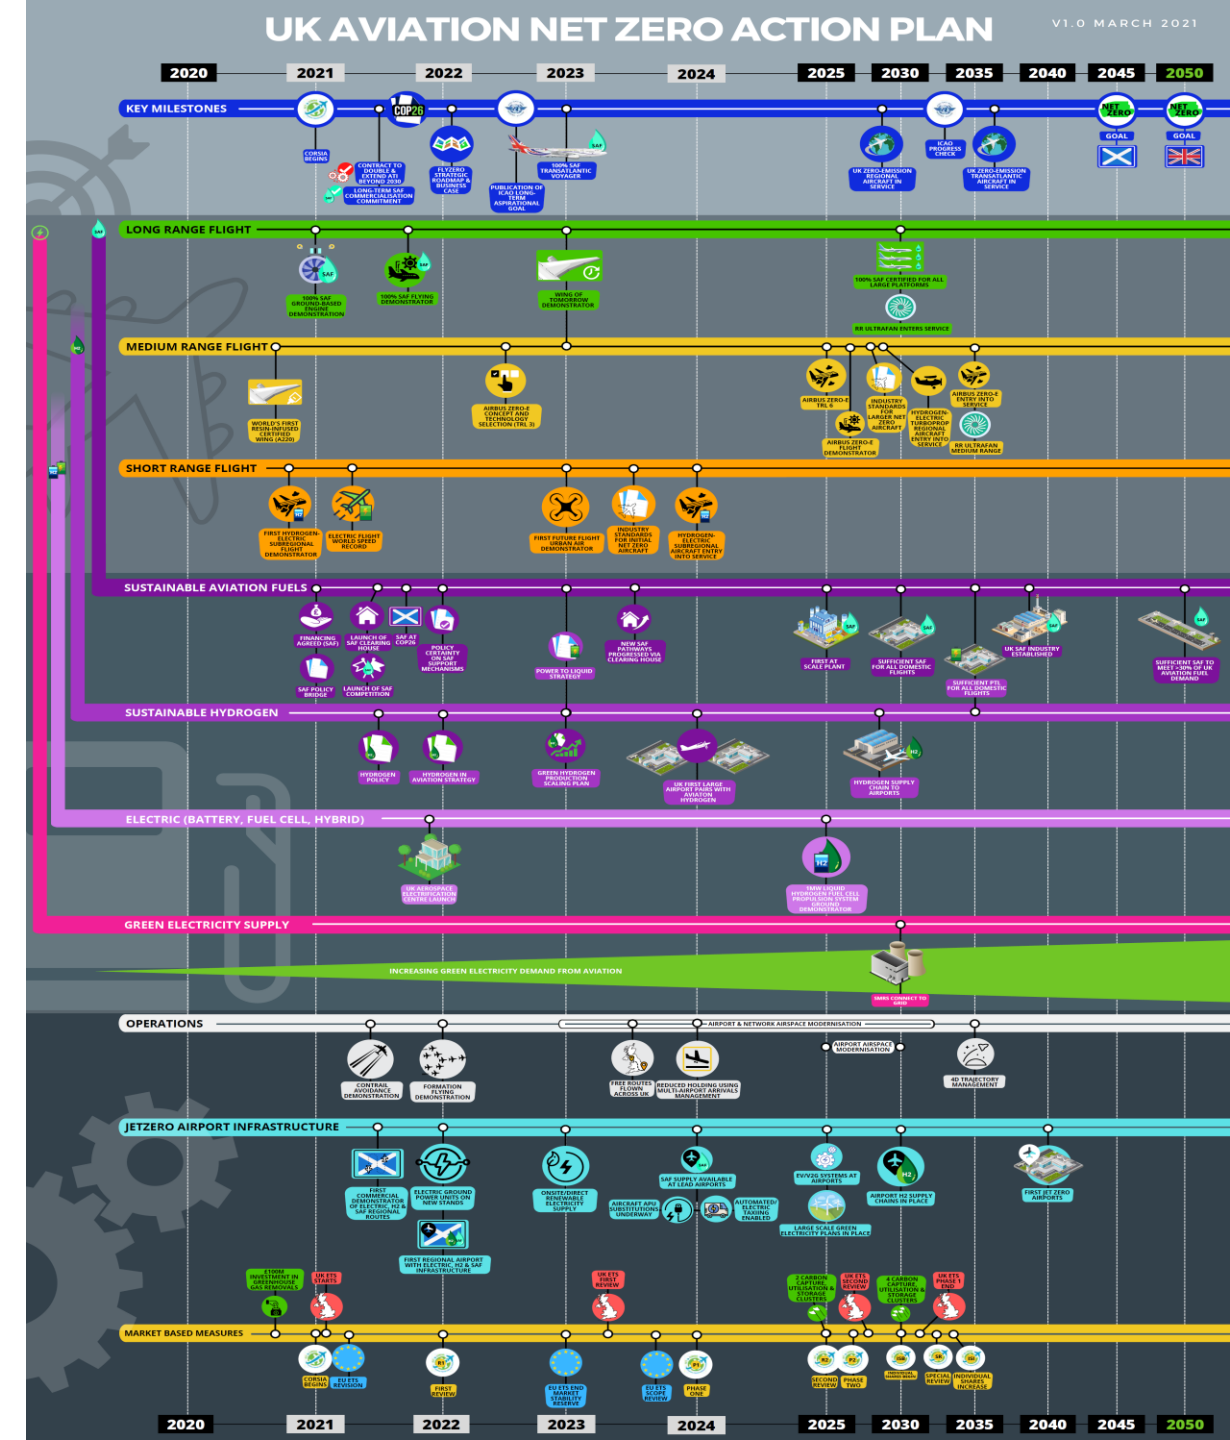 UK AVIATION NET ZERO ACTION PLAN
V1.0 MARCH 2021
2020 2021 2022 2023 2024 2025 2030 2035 2040 2045 2050
KEY MILESTONES
COP26
NET ZERO
NET ZERO
CORSIA BEGINS
CONTRACT TO DOUBLE & EXTEND ATI BEYOND 2030
LONG-TERM SAF COMMERCIALISATION COMMITMENT
FLYZERO STRATEGIC ROADMAP & BUSINESS CASE
PUBLICATION OF ICAO LONG-TERM ASPIRATIONAL GOAL
100% SAF TRANSATLANTIC VOYAGER
UK ZERO-EMISSION REGIONAL AIRCRAFT IN SERVICE
ICAO PROGRESS CHECK
UK ZERO-EMISSION TRANSATLANTIC AIRCRAFT IN SERVICE
GOAL
GOAL
SAF
LONG RANGE FLIGHT
SAF
SAF
100% SAF GROUND-BASED ENGINE DEMONSTRATION
100% SAF FLYING DEMONSTRATOR
WING OF TOMORROW DEMONSTRATOR
100% SAF CERTIFIED FOR ALL LARGE PLATFORMS
RR ULTRAFAN ENTERS SERVICE
MEDIUM RANGE FLIGHT
WORLD'S FIRST RESIN-INFUSED CERTIFIED WING (A220)
AIRBUS ZERO-E CONCEPT AND TECHNOLOGY SELECTION (TRL 3)
AIRBUS ZERO-E TRL 6
AIRBUS ZERO-E FLIGHT DEMONSTRATOR
INDUSTRY STANDARDS FOR LARGER NET ZERO AIRCRAFT
HYDROGEN-ELECTRIC TURBOPROP REGIONAL AIRCRAFT ENTRY INTO SERVICE
AIRBUS ZERO-E ENTRY INTO SERVICE
RR ULTRAFAN MEDIUM RANGE
SHORT RANGE FLIGHT
H2
H2
FIRST HYDROGEN-ELECTRIC SUBREGIONAL FLIGHT DEMONSTRATOR
ELECTRIC FLIGHT WORLD SPEED RECORD
FIRST FUTURE FLIGHT URBAN AIR DEMONSTRATOR
INDUSTRY STANDARDS FOR INITIAL NET ZERO AIRCRAFT
HYDROGEN-ELECTRIC SUBREGIONAL AIRCRAFT ENTRY INTO SERVICE
SUSTAINABLE AVIATION FUELS
FINANCING AGREED (SAF)
SAF POLICY BRIDGE
LAUNCH OF SAF CLEARING HOUSE
LAUNCH OF SAF COMPETITION
SAF AT COP26
POLICY CERTAINTY ON SAF SUPPORT MECHANISMS
POWER TO LIQUID STRATEGY
NEW SAF PATHWAYS PROGRESSED VIA CLEARING HOUSE
SAF
FIRST AT SCALE PLANT
SAF
SUFFICIENT SAF FOR ALL DOMESTIC FLIGHTS
SUFFICIENT PTL FOR ALL DOMESTIC FLIGHTS
SAF
UK SAF INDUSTRY ESTABLISHED
SAF
SUFFICIENT SAF TO MEET >30% OF UK AVIATION FUEL DEMAND
SUSTAINABLE HYDROGEN
HYDROGEN POLICY
HYDROGEN IN AVIATION STRATEGY
GREEN HYDROGEN PRODUCTION SCALING PLAN
UK FIRST LARGE AIRPORT PAIRS WITH AVIATON HYDROGEN
HYDROGEN SUPPLY CHAIN TO AIRPORTS
ELECTRIC (BATTERY, FUEL CELL, HYBRID)
UK AEROSPACE ELECTRIFICATION CENTRE LAUNCH
H2
1MW LIQUID HYDROGEN FUEL CELL PROPULSION SYSTEM GROUND DEMONSTRATOR
GREEN ELECTRICITY SUPPLY
INCREASING GREEN ELECTRICITY DEMAND FROM AVIATION
SMRS CONNECT TO GRID
OPERATIONS
AIRPORT & NETWORK AIRSPACE MODERNISATION
AIRPORT AIRSPACE MODERNISATION
CONTRAIL AVOIDANCE DEMONSTRATION
FORMATION FLYING DEMONSTRATION
FREE ROUTES FLOWN ACROSS UK
REDUCED HOLDING USING MULTI-AIRPORT ARRIVALS MANAGEMENT
4D TRAJECTORY MANAGEMENT
JETZERO AIRPORT INFRASTRUCTURE
FIRST COMMERCIAL DEMONSTRATOR OF ELECTRIC, H2 & SAF REGIONAL ROUTES
ELECTRIC GROUND POWER UNITS ON NEW STANDS
FIRST REGIONAL AIRPORT WITH ELECTRIC, H2 & SAF INFRASTRUCTURE
ONSITE/DIRECT RENEWABLE ELECTRICITY SUPPLY
SAF SUPPLY AVAILABLE AT LEAD AIRPORTS
AIRCRAFT APU SUBSTITUTIONS UNDERWAY
AUTOMATED/ELECTRIC TAXIING ENABLED
EV/V2G SYSTEMS AT AIRPORTS
LARGE SCALE GREEN ELECTRICITY PLANS IN PLACE
H2
AIRPORT H2 SUPPLY CHAINS IN PLACE
FIRST JET ZERO AIRPORTS
£100M INVESTMENT IN GREENHOUSE GAS REMOVALS
UK ETS STARTS
UK ETS FIRST REVIEW
2 CARBON CAPTURE, UTILISATION & STORAGE CLUSTERS
UK ETS SECOND REVIEW
4 CARBON CAPTURE, UTILISATION & STORAGE CLUSTERS
UK ETS PHASE 1 END
MARKET BASED MEASURES
R1
P1
R2
P2
CORSIA BEGINS
EU ETS REVISION
FIRST REVIEW
EU ETS END MARKET STABILITY RESERVE
EU ETS SCOPE REVIEW
PHASE ONE
SECOND REVIEW
PHASE TWO
SPECIAL REVIEW
INDIVIDUAL SHARES INCREASE
2020 2021 2022 2023 2024 2025 2030 2035 2040 2045 2050